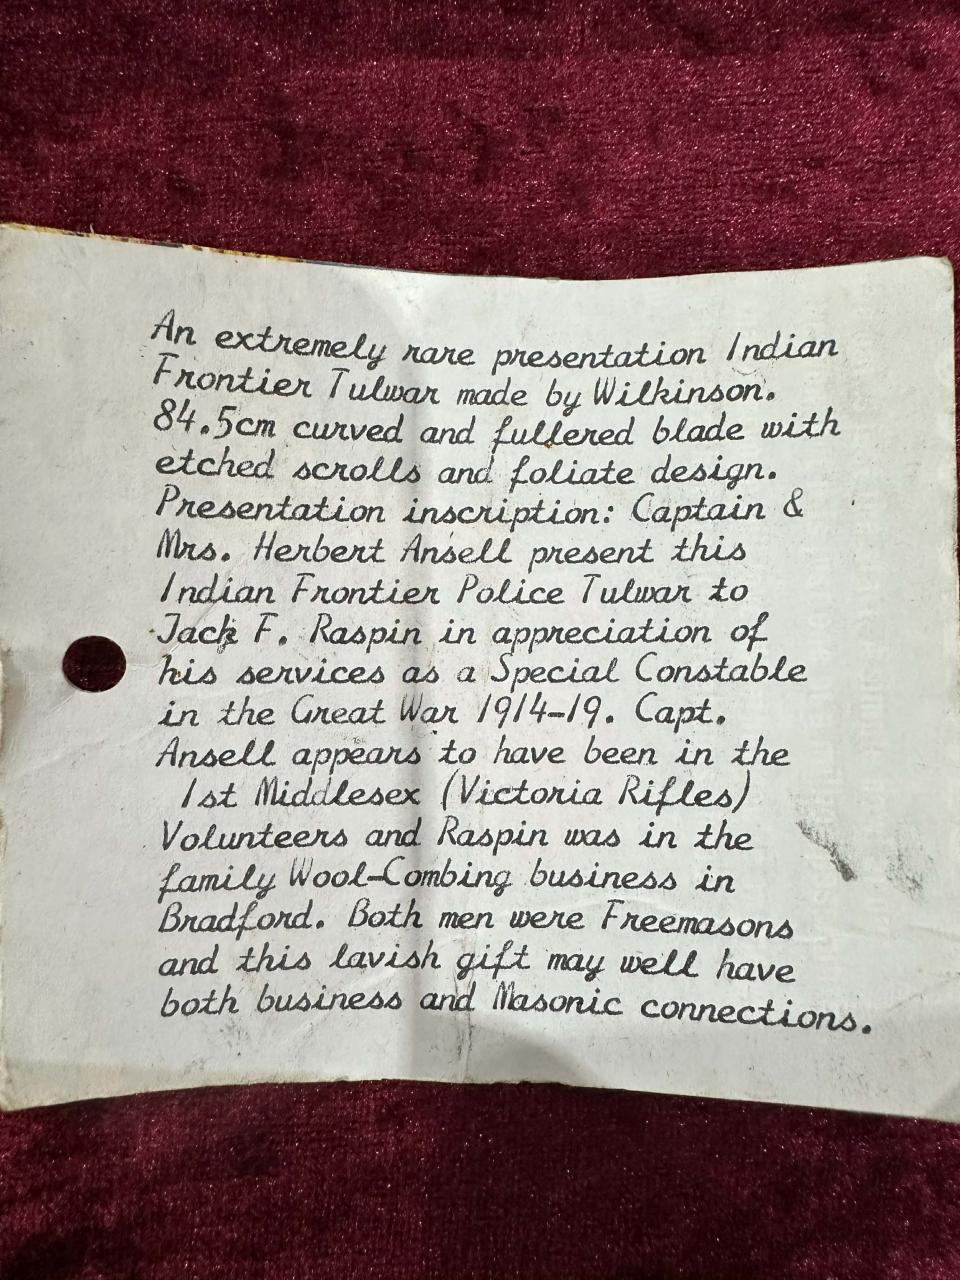 An extremely rare presentation Indian
Frontier Tulwar made by Wilkinson.
84.5cm curved and fullered blade with
etched scrolls and foliate design.
Presentation inscription: Captain &
Mrs. Herbert Ansell present this
Indian Frontier Police Tulwar to
Jack F. Raspin in appreciation of
his services as a Special Constable
in the Great War 1914-19. Capt.
Ansell appears to have been in the
1st Middlesex (Victoria Rifles)
Volunteers and Raspin was in the
family Wool-Combing business in
Bradford. Both men were Freemasons
and this lavish gift may well have
both business and Masonic connections.